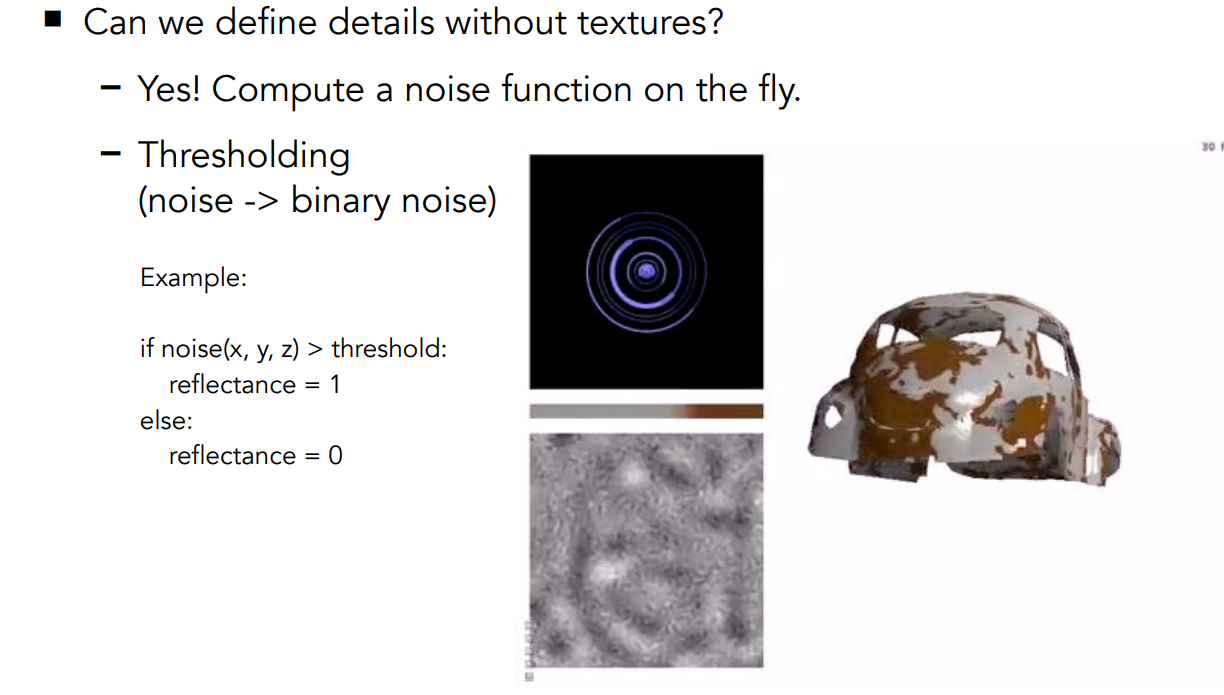 ■ Can we define details without textures?
– Yes! Compute a noise function on the fly.
– Thresholding
(noise -> binary noise)
Example:
if noise(x, y, z) > threshold:
reflectance = 1
else:
reflectance = 0
30